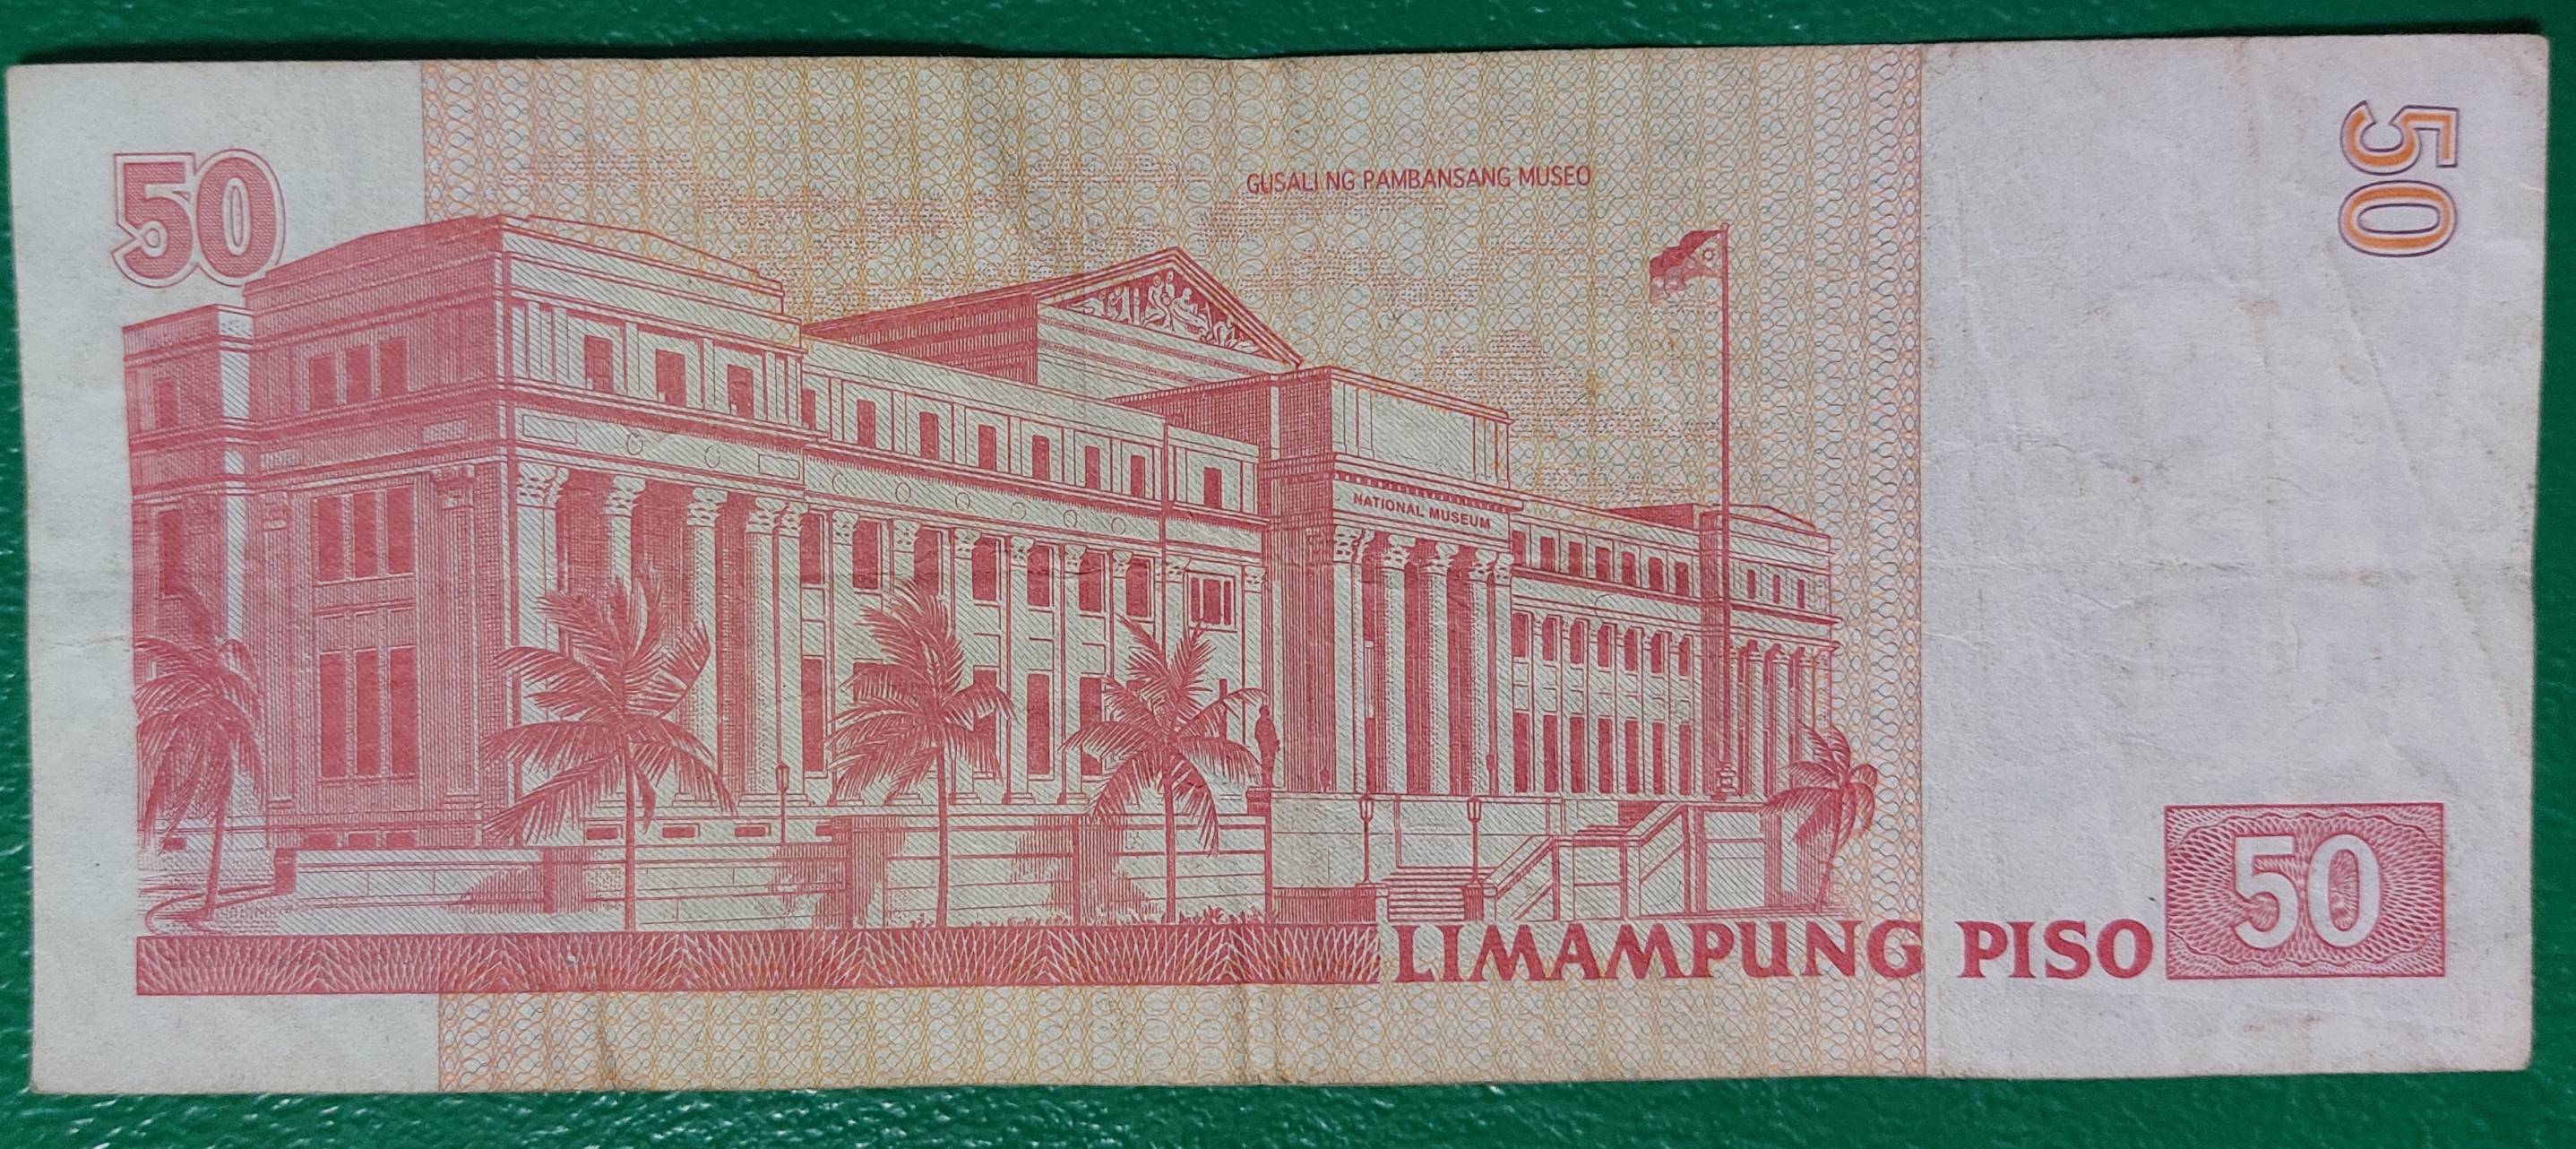 50
50
GUSALI NG PAMBANSANG MUSEO
NATIONAL MUSEUM
LIMAMPUNG PISO
50